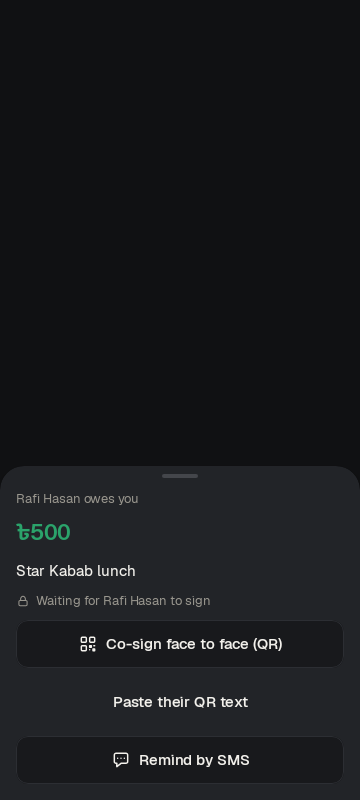 Rafi Hasan owes you
৳500
Star Kabab lunch
Waiting for Rafi Hasan to sign
Co-sign face to face (QR)
Paste their QR text
Remind by SMS